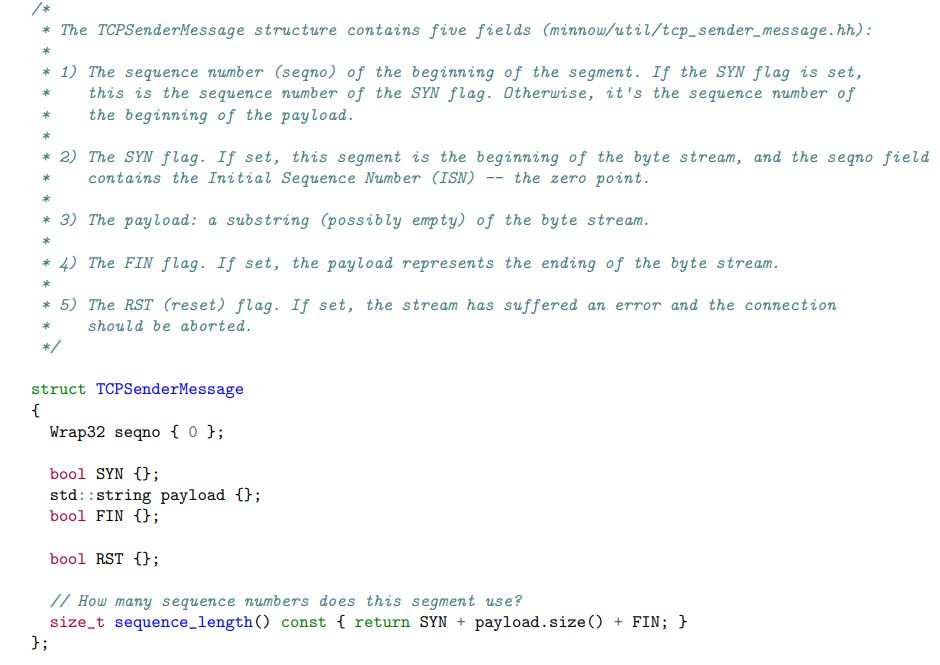 /*
* The TCPSenderMessage structure contains five fields (minnow/util/tcp_sender_message.hh):
*
* 1) The sequence number (seqno) of the beginning of the segment. If the SYN flag is set,
*    this is the sequence number of the SYN flag. Otherwise, it's the sequence number of
*    the beginning of the payload.
*
* 2) The SYN flag. If set, this segment is the beginning of the byte stream, and the seqno field
*    contains the Initial Sequence Number (ISN) -- the zero point.
*
* 3) The payload: a substring (possibly empty) of the byte stream.
*
* 4) The FIN flag. If set, the payload represents the ending of the byte stream.
*
* 5) The RST (reset) flag. If set, the stream has suffered an error and the connection
*    should be aborted.
*/
struct TCPSenderMessage
{
  Wrap32 seqno { 0 };
  bool SYN {};
  std::string payload {};
  bool FIN {};
  bool RST {};
  // How many sequence numbers does this segment use?
  size_t sequence_length() const { return SYN + payload.size() + FIN; }
};